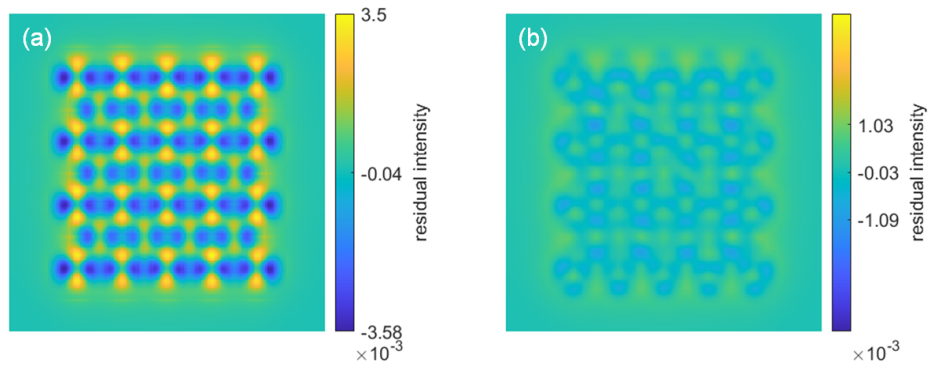 (a)
3.5
-0.04
-3.58
×10-3
residual intensity
(b)
1.03
-0.03
-1.09
×10-3
residual intensity